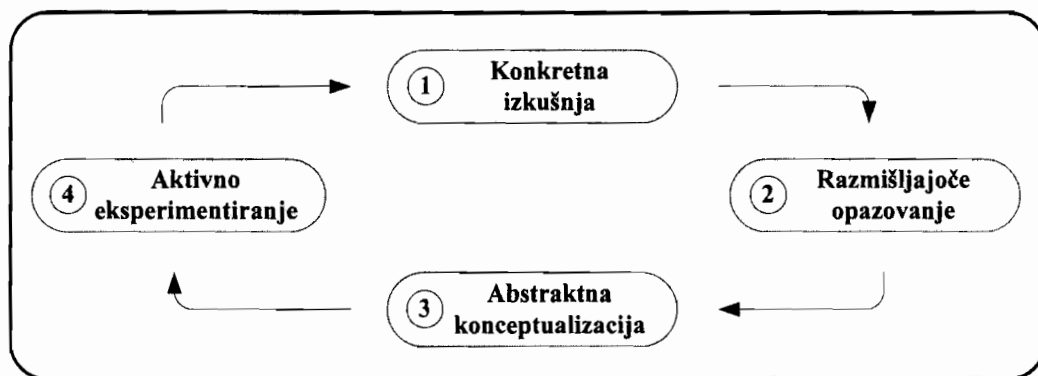 1 Konkretna
izkušnja
2 Razmišljajoče
opazovanje
3 Abstraktna
konceptualizacija
4 Aktivno
eksperimentiranje